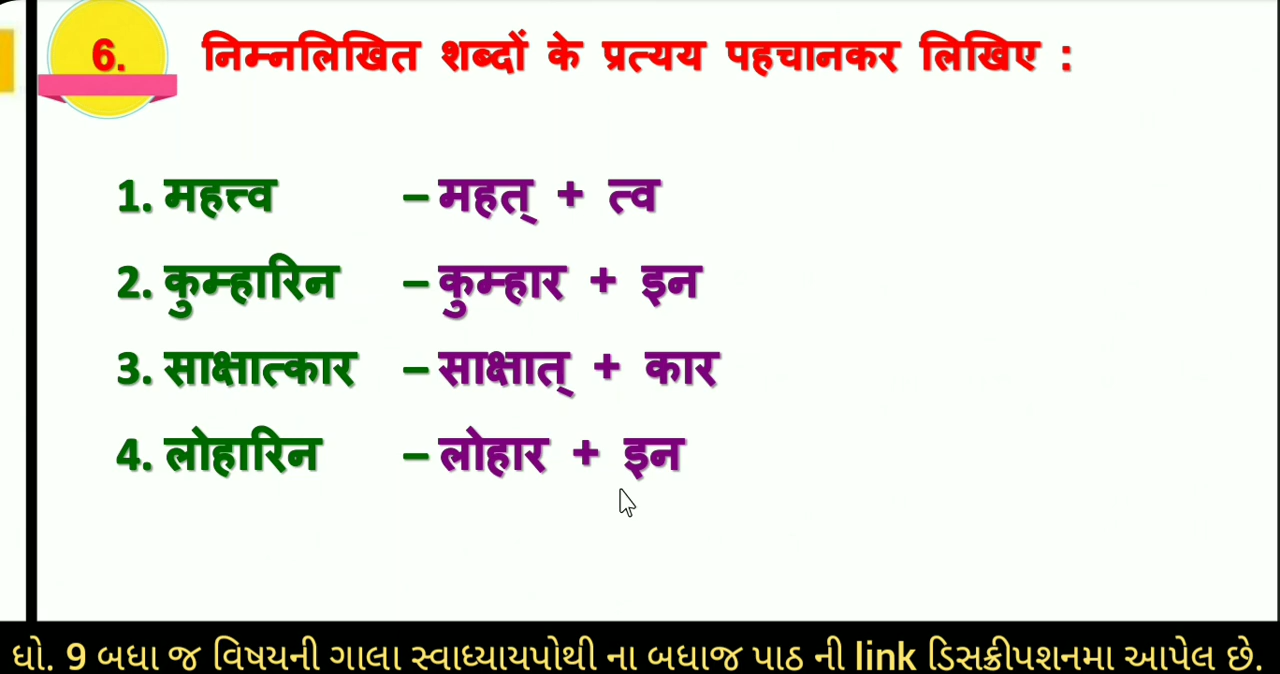 6. निम्नलिखित शब्दों के प्रत्यय पहचानकर लिखिए :
1. महत्त्व – महत् + त्व
2. कुम्हारिन – कुम्हार + इन
3. साक्षात्कार – साक्षात् + कार
4. लोहारिन – लोहार + इन
ધો. 9 બધા જ વિષયની ગાલા સ્વાધ્યાયપોથી ના બધાજ પાઠ ની link ડિસક્રીપશનમા આપેલ છે.